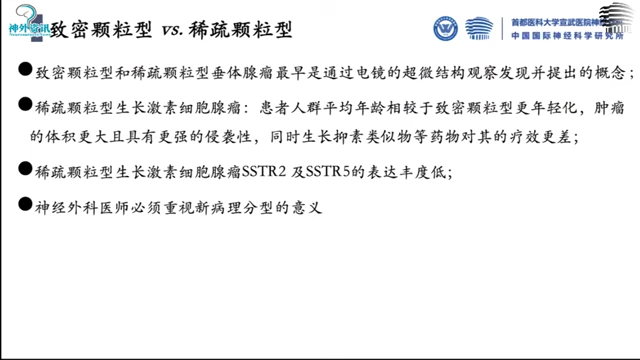 神外资讯
致密颗粒型 vs. 稀疏颗粒型
首都医科大学宣武医院神经外科
中国国际神经科学研究所
●致密颗粒型和稀疏颗粒型垂体腺瘤最早是通过电镜的超微结构观察发现并提出的概念；
●稀疏颗粒型生长激素细胞腺瘤：患者人群平均年龄相较于致密颗粒型更年轻化，肿瘤
的体积更大且具有更强的侵袭性，同时生长抑素类似物等药物对其的疗效更差；
●稀疏颗粒型生长激素细胞腺瘤SSTR2 及SSTR5的表达丰度低；
●神经外科医师必须重视新病理分型的意义